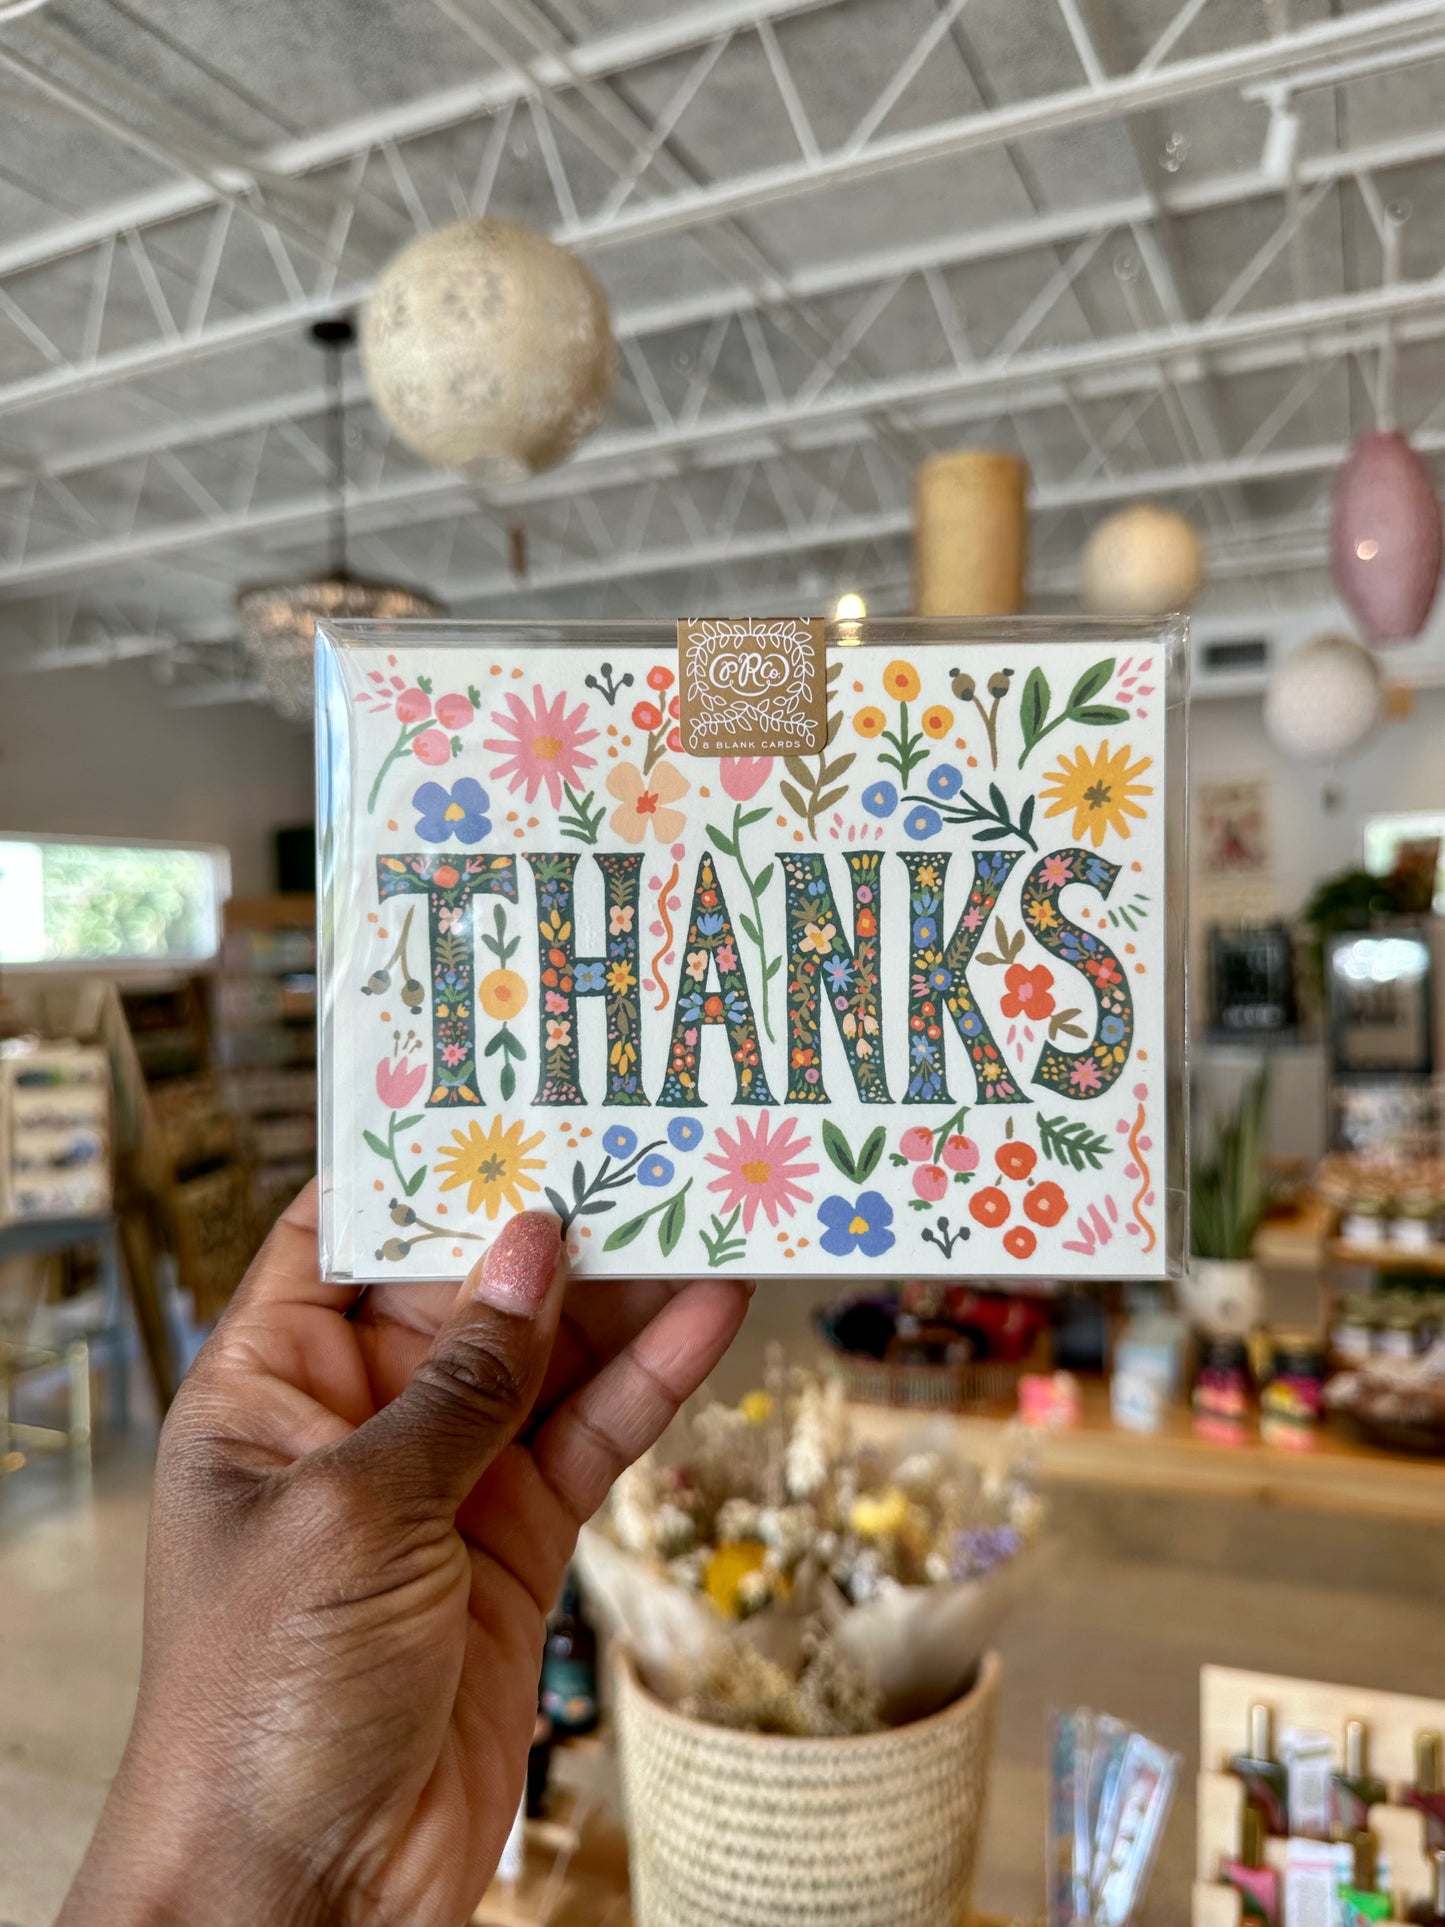 RPCo.
8 BLANK CARDS
THANKS